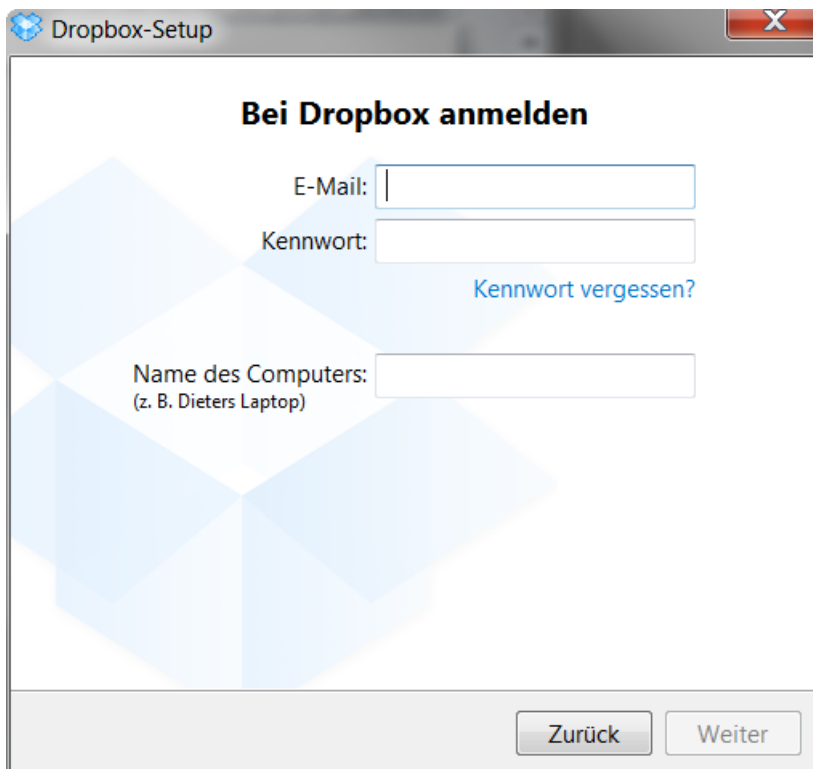 Dropbox-Setup
Bei Dropbox anmelden
E-Mail:
Kennwort:
Kennwort vergessen?
Name des Computers:
(z. B. Dieters Laptop)
Zurück Weiter